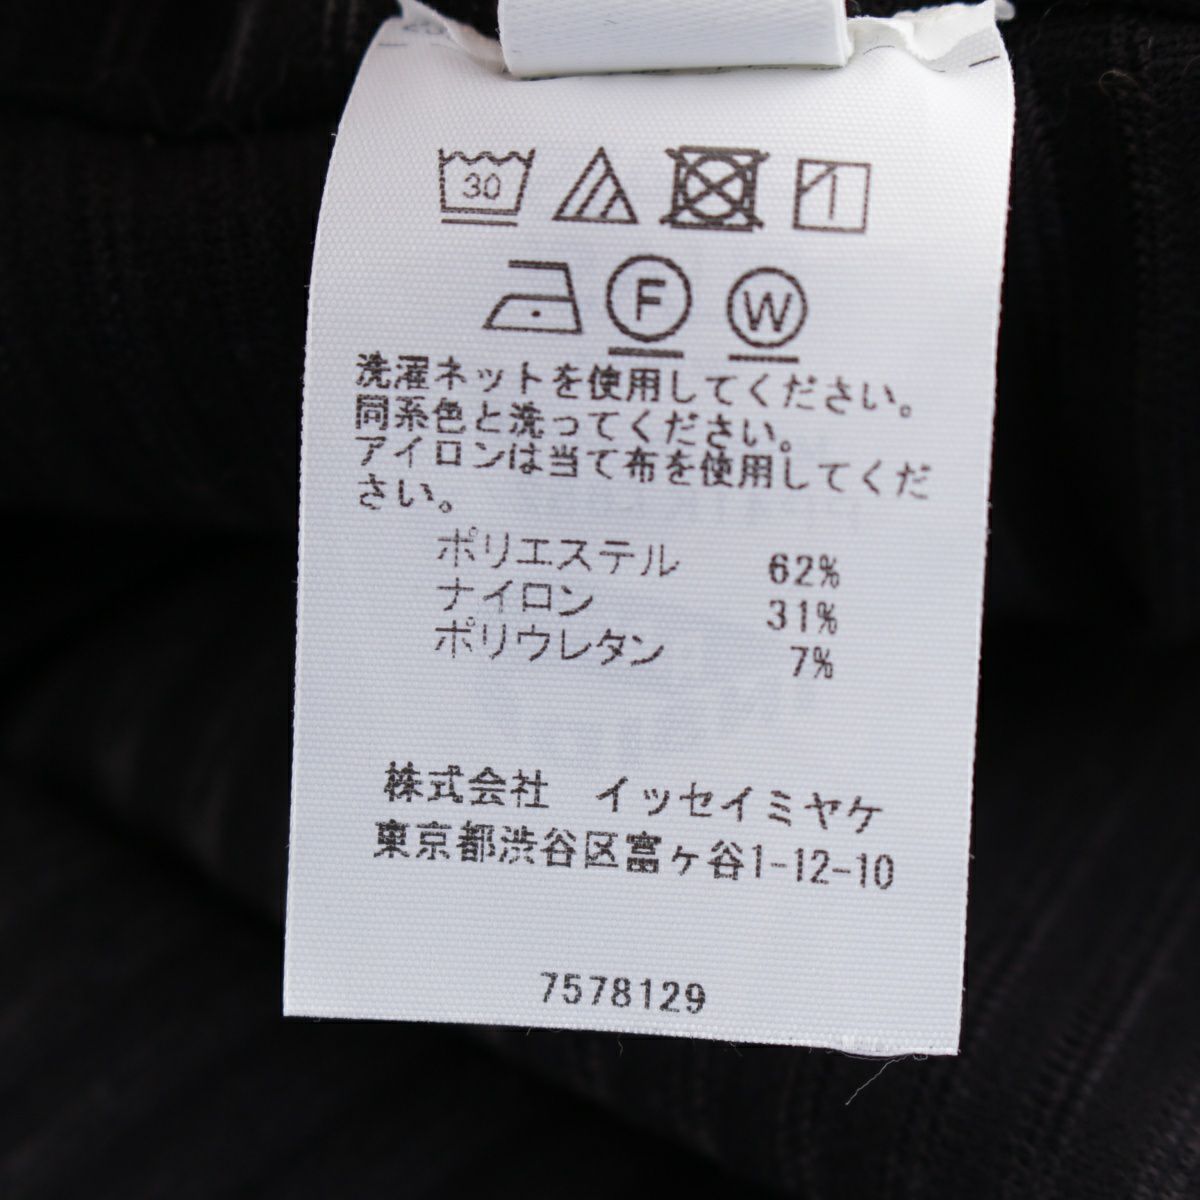 30
F W
洗濯ネットを使用してください。
同系色と洗ってください。
アイロンは当て布を使用してくだ
さい。
ポリエステル 62%
ナイロン 31%
ポリウレタン 7%
株式会社 イッセイミヤケ
東京都渋谷区富ヶ谷1-12-10
7578129